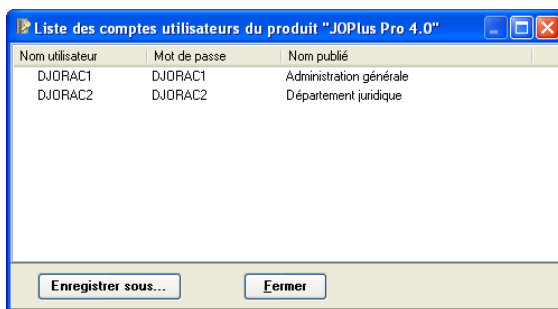 Liste des comptes utilisateurs du produit "JOPlus Pro 4.0"
Nom utilisateur Mot de passe Nom publié
DJORAC1 DJORAC1 Administration générale
DJORAC2 DJORAC2 Département juridique
Enregistrer sous... Fermer